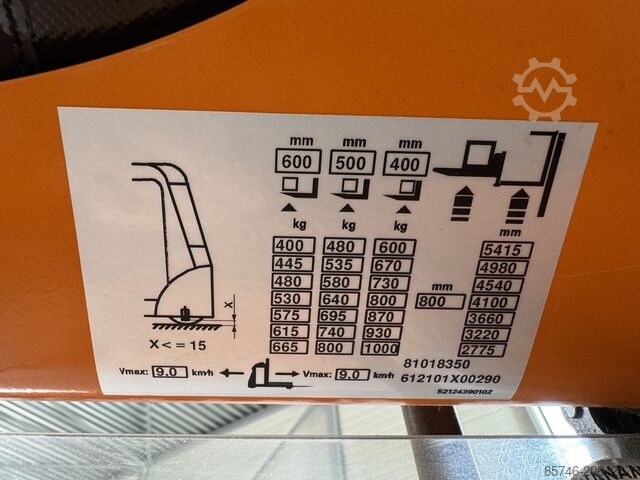 mm mm mm
600 500 400
kg kg kg mm
400 480 600 5415
445 535 670 4980
480 580 730 mm 4540
530 640 800 800 4100
575 695 870 3660
615 740 930 3220
665 800 1000 2775
X
X <= 15
Vmax: 9.0 km/h Vmax: 9.0 km/h
81018350
612101X00290
52124390102